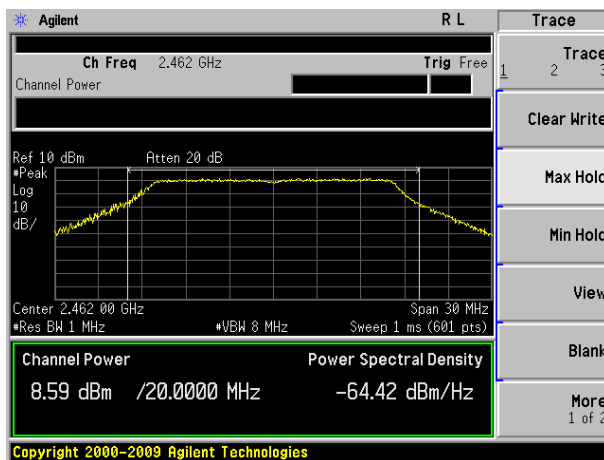 Agilent R L Trace
Ch Freq 2.462 GHz Trig Free
Channel Power
Trace
1 2 3
Clear Write
Max Hold
Min Hold
View
Blank
More
1 of 2
Ref 10 dBm Atten 20 dB
#Peak
Log
10
dB/
Center 2.462 00 GHz Span 30 MHz
#Res BW 1 MHz #VBW 8 MHz Sweep 1 ms (601 pts)
Channel Power Power Spectral Density
8.59 dBm /20.0000 MHz -64.42 dBm/Hz
Copyright 2000-2009 Agilent Technologies